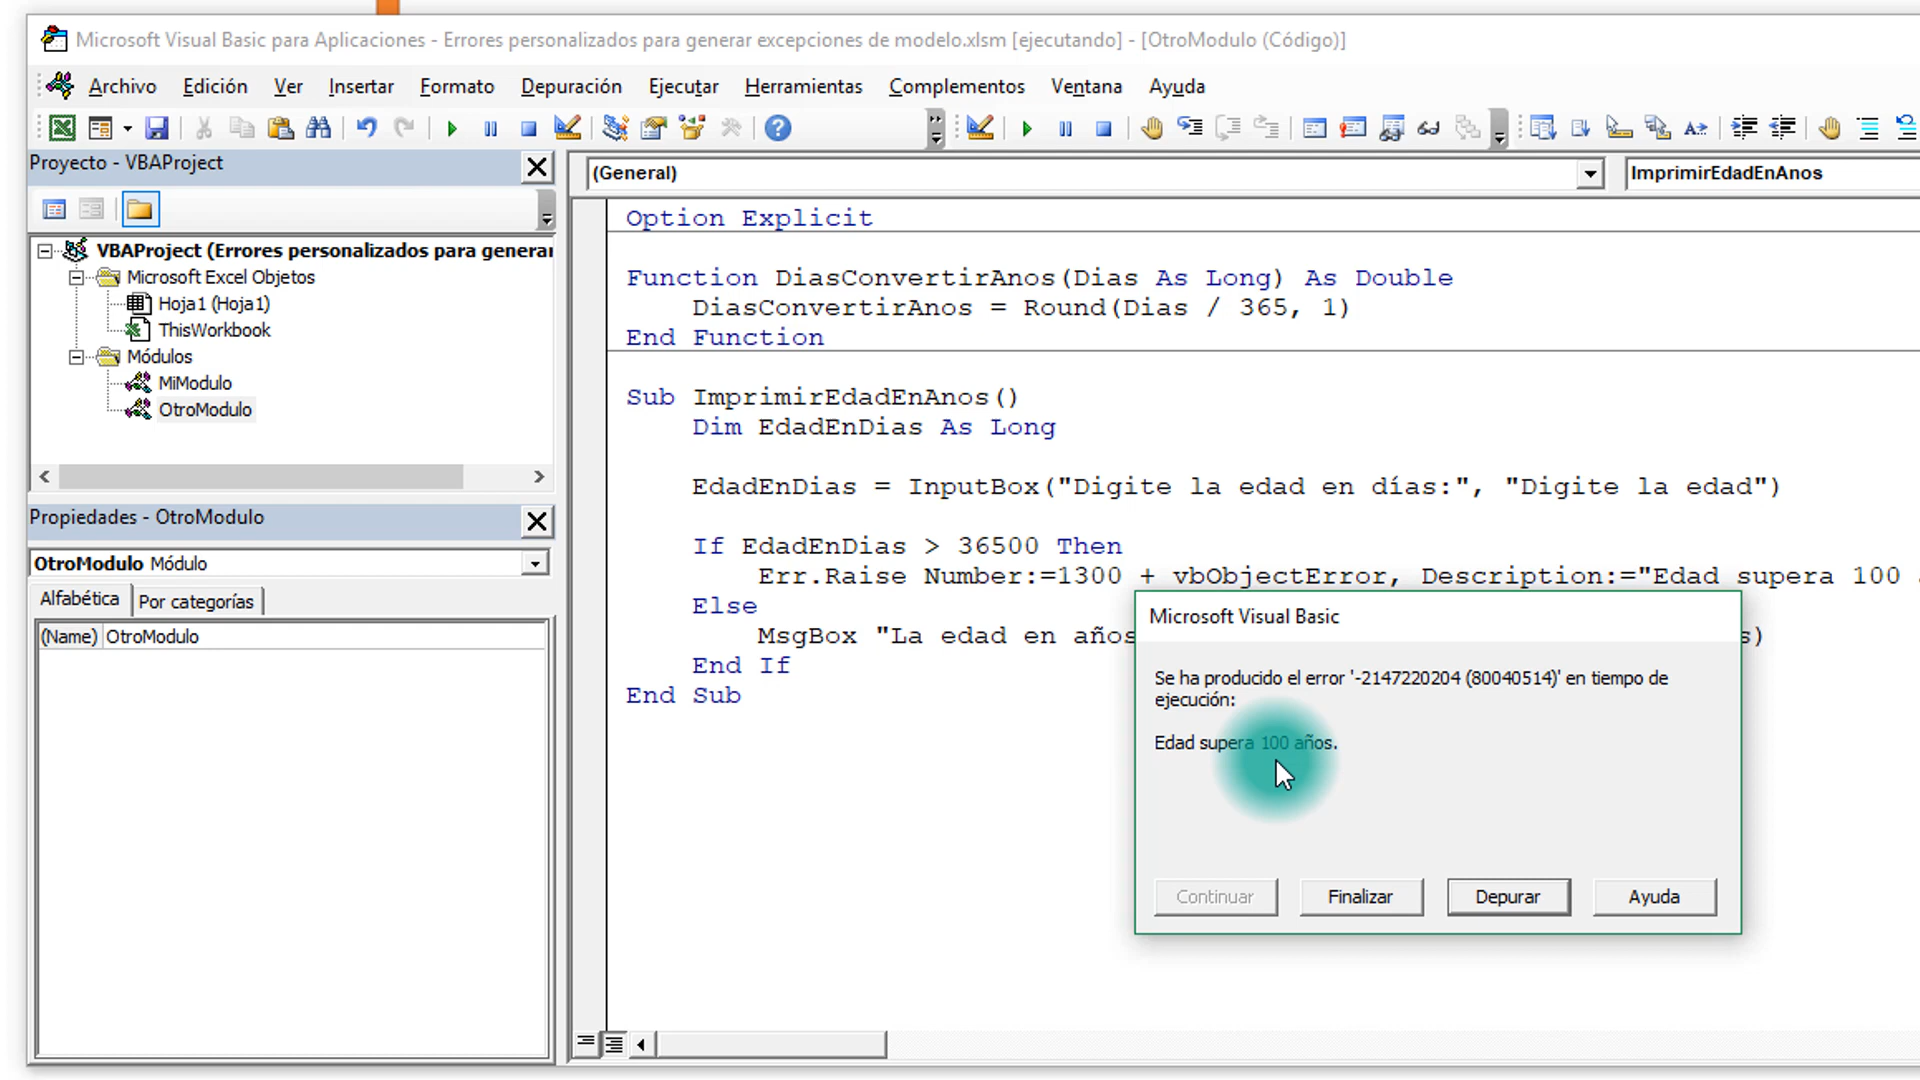 Microsoft Visual Basic para Aplicaciones - Errores personalizados para generar excepciones de modelo.xlsm [ejecutando] - [OtroModulo (Código)]
Archivo Edición Ver Insertar Formato Depuración Ejecutar Herramientas Complementos Ventana Ayuda
Proyecto - VBAProject
VBAProject (Errores personalizados para generar
Microsoft Excel Objetos
Hoja1 (Hoja1)
ThisWorkbook
Módulos
MiModulo
OtroModulo
Propiedades - OtroModulo
OtroModulo Módulo
Alfabética Por categorías
(Name) OtroModulo
(General) ImprimirEdadEnAnos
Option Explicit
Function DiasConvertirAnos(Dias As Long) As Double
DiasConvertirAnos = Round(Dias / 365, 1)
End Function
Sub ImprimirEdadEnAnos()
Dim EdadEnDias As Long
EdadEnDias = InputBox("Digite la edad en días:", "Digite la edad")
If EdadEnDias > 36500 Then
Err.Raise Number:=1300 + vbObjectError, Description:="Edad supera 100
Else
MsgBox "La edad en años s)
End If
End Sub
Microsoft Visual Basic
Se ha producido el error '-2147220204 (80040514)' en tiempo de
ejecución:
Edad supera 100 años.
Continuar Finalizar Depurar Ayuda